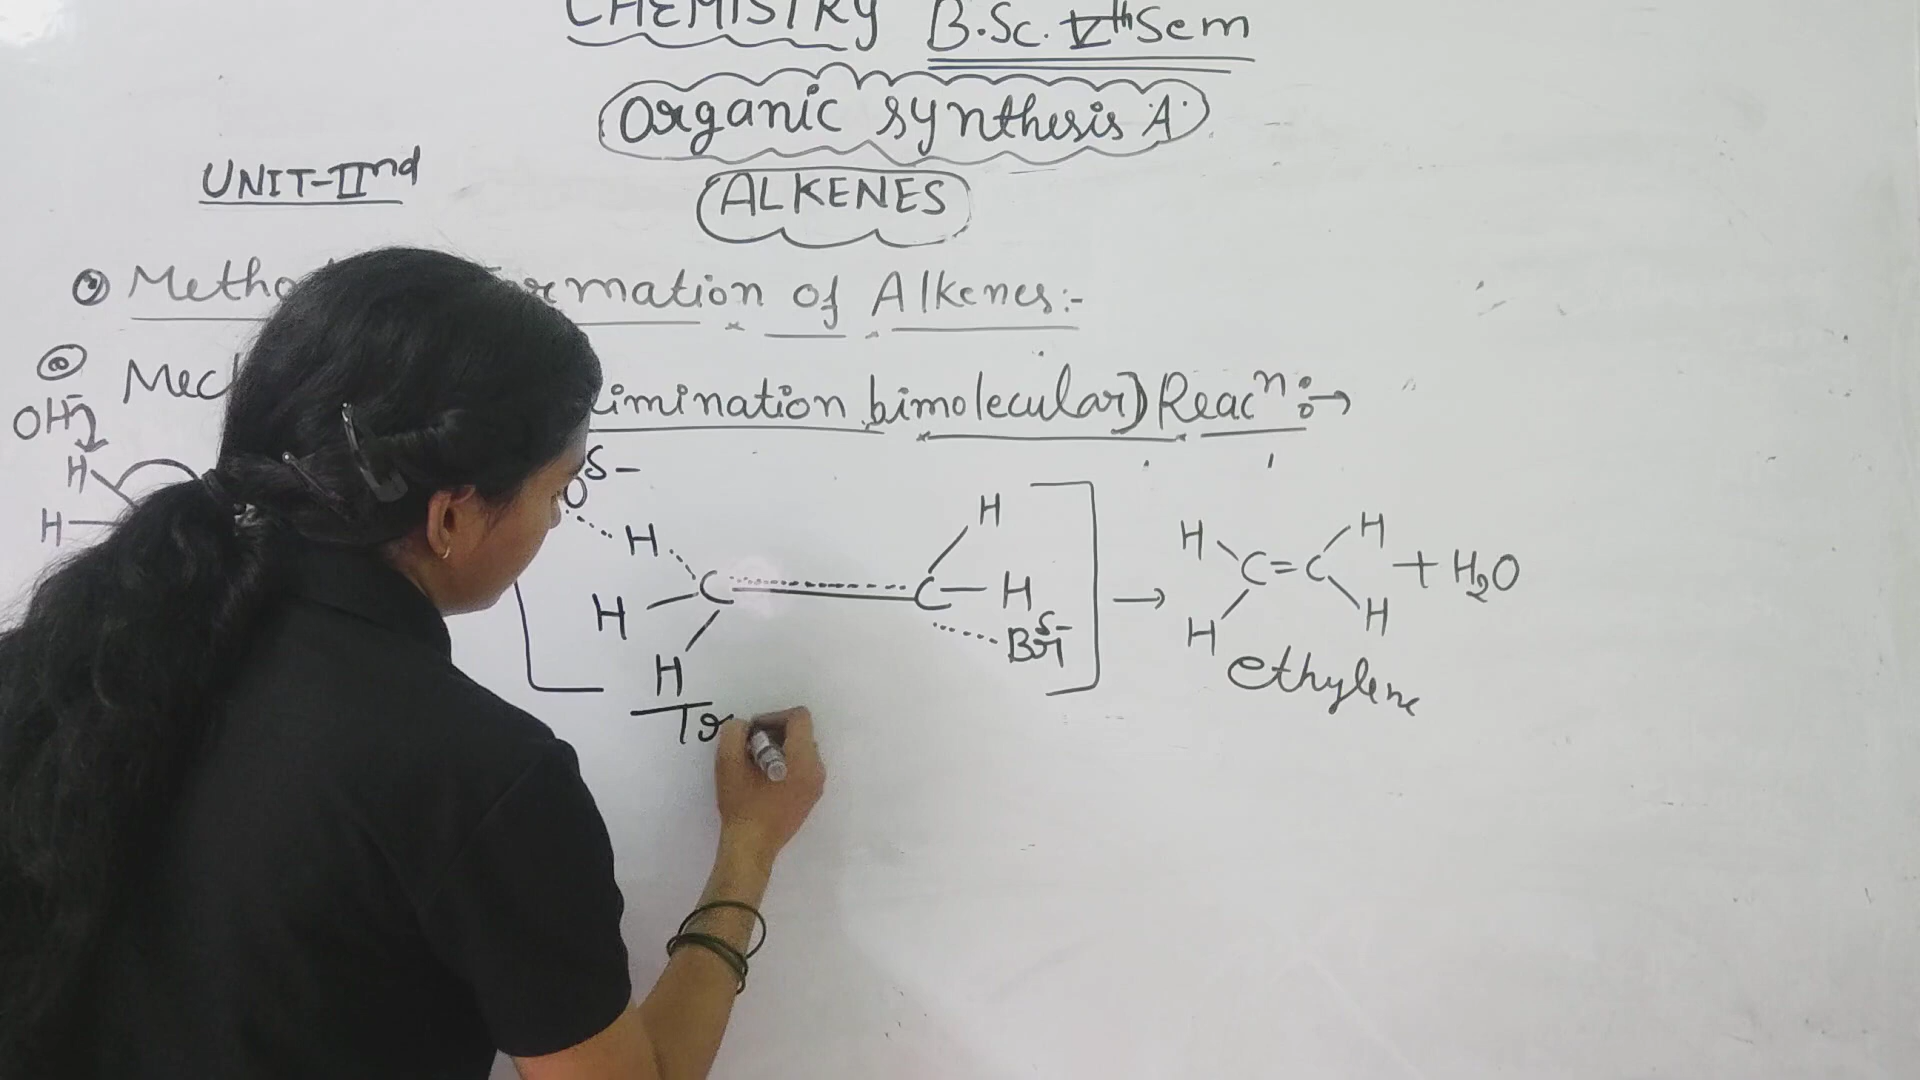 CHEMISTRY B.Sc. Vth Sem
Organic synthesis A
UNIT-IInd
ALKENES
Metho rmation of Alkenes:-
@ Mec limination bimolecular) Reacn :→
OH-
H
H
O δ-
H
C C
H
H
H
H
Br δ-
→
H H
C=C + H2O
H H
ethylene
Tr